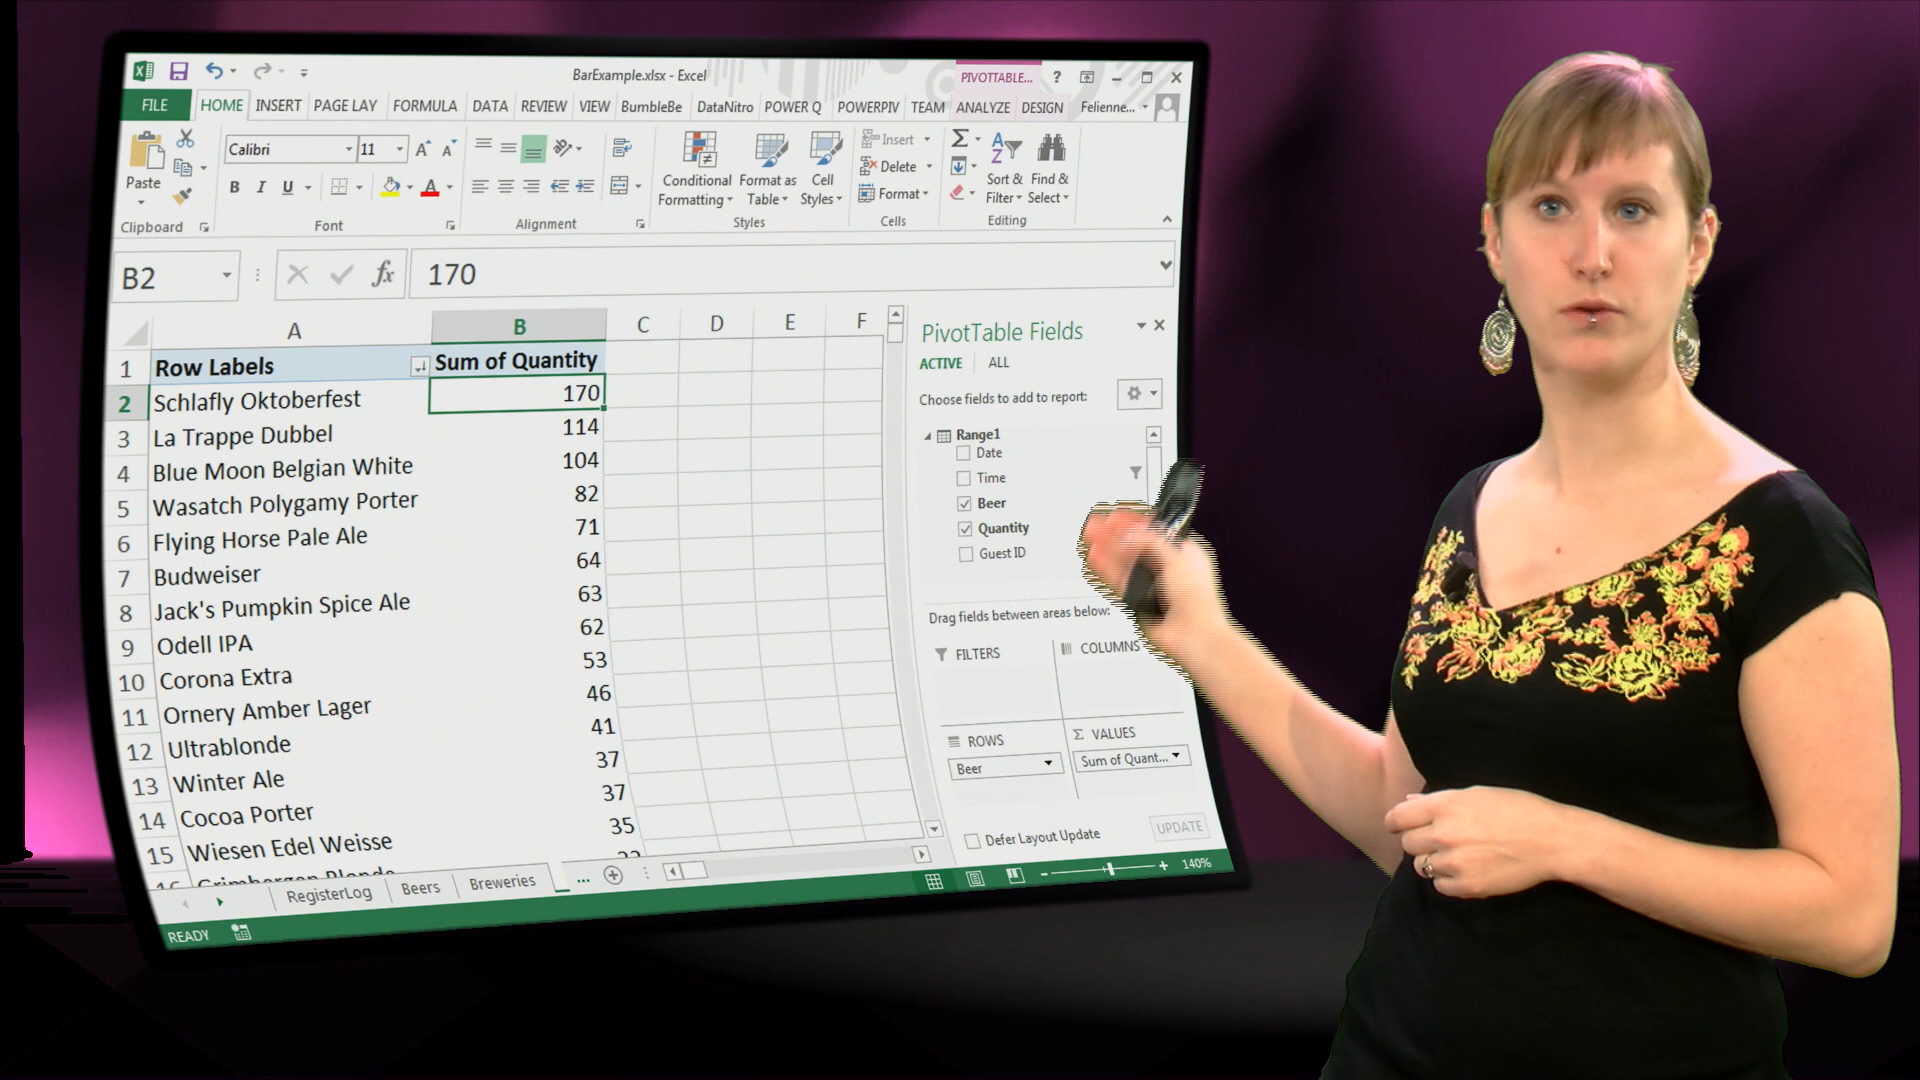 BarExample.xlsx - Excel
PIVOTTABLE...
?
FILE HOME INSERT PAGE LAY FORMULA DATA REVIEW VIEW BumbleBe DataNitro POWER Q POWERPIV TEAM ANALYZE DESIGN Felienne...
Paste
Calibri 11
B I U
Conditional Formatting
Format as Table
Cell Styles
Insert
Delete
Format
Sort & Filter
Find & Select
Clipboard Font Alignment Styles Cells Editing
B2 fx 170
A B C D E F
1 Row Labels Sum of Quantity
2 Schlafly Oktoberfest 170
3 La Trappe Dubbel 114
4 Blue Moon Belgian White 104
5 Wasatch Polygamy Porter 82
6 Flying Horse Pale Ale 71
7 Budweiser 64
8 Jack's Pumpkin Spice Ale 63
9 Odell IPA 62
10 Corona Extra 53
11 Ornery Amber Lager 46
12 Ultrablonde 41
13 Winter Ale 37
14 Cocoa Porter 37
15 Wiesen Edel Weisse 35
PivotTable Fields
ACTIVE ALL
Choose fields to add to report:
Range1
Date
Time
Beer
Quantity
Guest ID
Drag fields between areas below:
FILTERS COLUMNS
ROWS VALUES
Beer Sum of Quant...
Defer Layout Update UPDATE
RegisterLog Beers Breweries ...
READY 140%